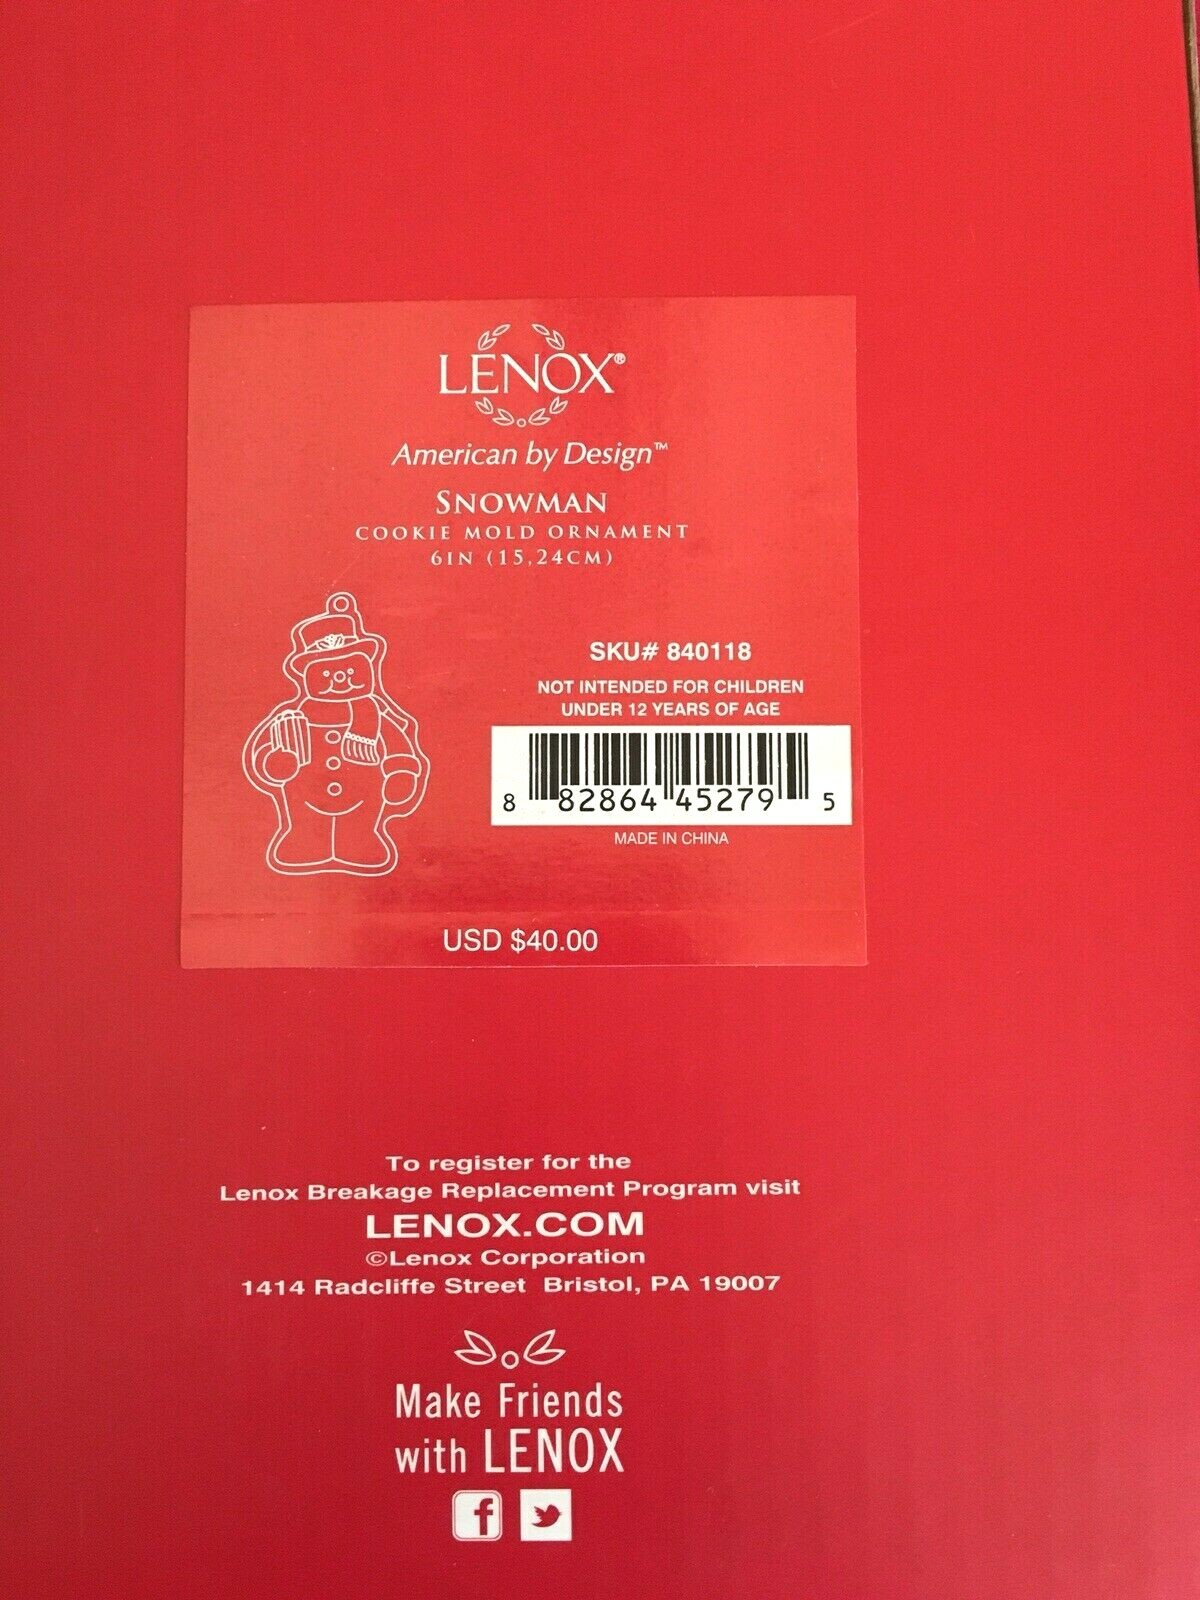 LENOX®
American by Design™
SNOWMAN
COOKIE MOLD ORNAMENT
6IN (15,24CM)
SKU# 840118
NOT INTENDED FOR CHILDREN
UNDER 12 YEARS OF AGE
8 82864 45279 5
MADE IN CHINA
USD $40.00
To register for the
Lenox Breakage Replacement Program visit
LENOX.COM
©Lenox Corporation
1414 Radcliffe Street Bristol, PA 19007
Make Friends
with LENOX
f